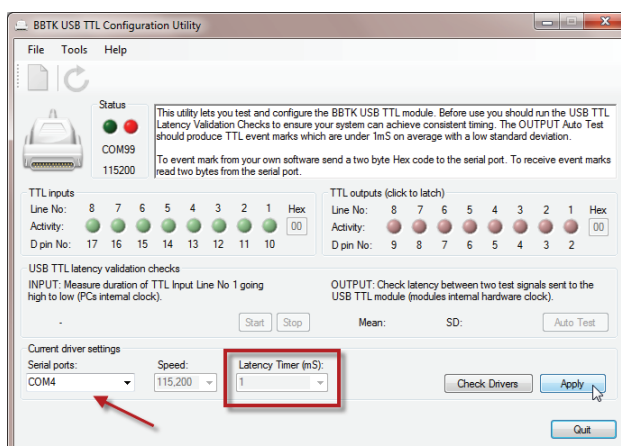 BBTK USB TTL Configuration Utility
File Tools Help
Status
COM99
115200
This utility lets you test and configure the BBTK USB TTL module. Before use you should run the USB TTL
Latency Validation Checks to ensure your system can achieve consistent timing. The OUTPUT Auto Test
should produce TTL event marks which are under 1mS on average with a low standard deviation.
To event mark from your own software send a two byte Hex code to the serial port. To receive event marks
read two bytes from the serial port.
TTL inputs
Line No: 8 7 6 5 4 3 2 1 Hex
Activity: 00
D pin No: 17 16 15 14 13 12 11 10
TTL outputs (click to latch)
Line No: 8 7 6 5 4 3 2 1 Hex
Activity: 00
D pin No: 9 8 7 6 5 4 3 2
USB TTL latency validation checks
INPUT: Measure duration of TTL Input Line No 1 going
high to low (PCs internal clock).
- Start Stop
OUTPUT: Check latency between two test signals sent to the
USB TTL module (modules internal hardware clock).
Mean: SD: Auto Test
Current driver settings
Serial ports: Speed: Latency Timer (mS):
COM4 115,200 1 Check Drivers Apply
Quit